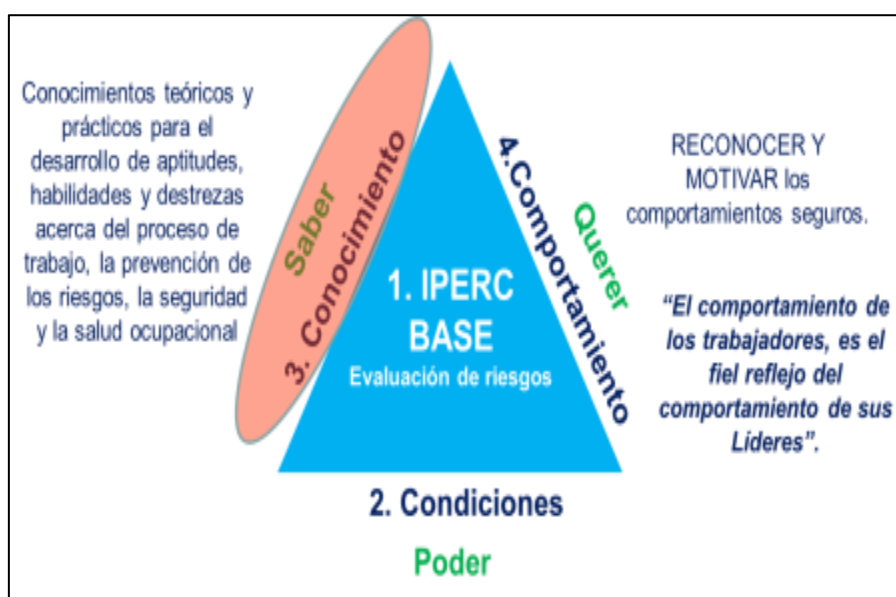 Conocimientos teóricos y
prácticos para el
desarrollo de aptitudes,
habilidades y destrezas
acerca del proceso de
trabajo, la prevención de
los riesgos, la seguridad
y la salud ocupacional
Saber
3. Conocimiento
1. IPERC
BASE
Evaluación de riesgos
4.Comportamiento
Querer
RECONOCER Y
MOTIVAR los
comportamientos seguros.
“El comportamiento de
los trabajadores, es el
fiel reflejo del
comportamiento de sus
Líderes”.
2. Condiciones
Poder